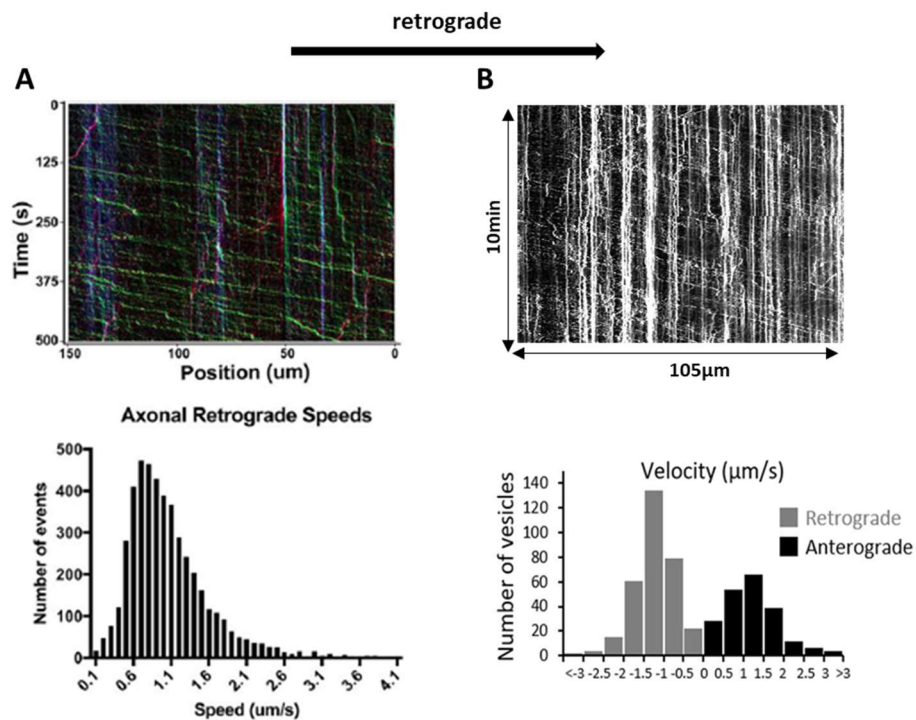 retrograde
A
B
0
125
250
375
500
Time (s)
150 100 50 0
Position (um)
10min
105µm
Axonal Retrograde Speeds
500
400
300
200
100
0
Number of events
0.1 0.6 1.1 1.6 2.1 2.6 3.1 3.6 4.1
Speed (um/s)
Velocity (µm/s)
140
120
100
80
60
40
20
0
Number of vesicles
Retrograde
Anterograde
<-3 -2.5 -2 -1.5 -1 -0.5 0 0.5 1 1.5 2 2.5 3 >3